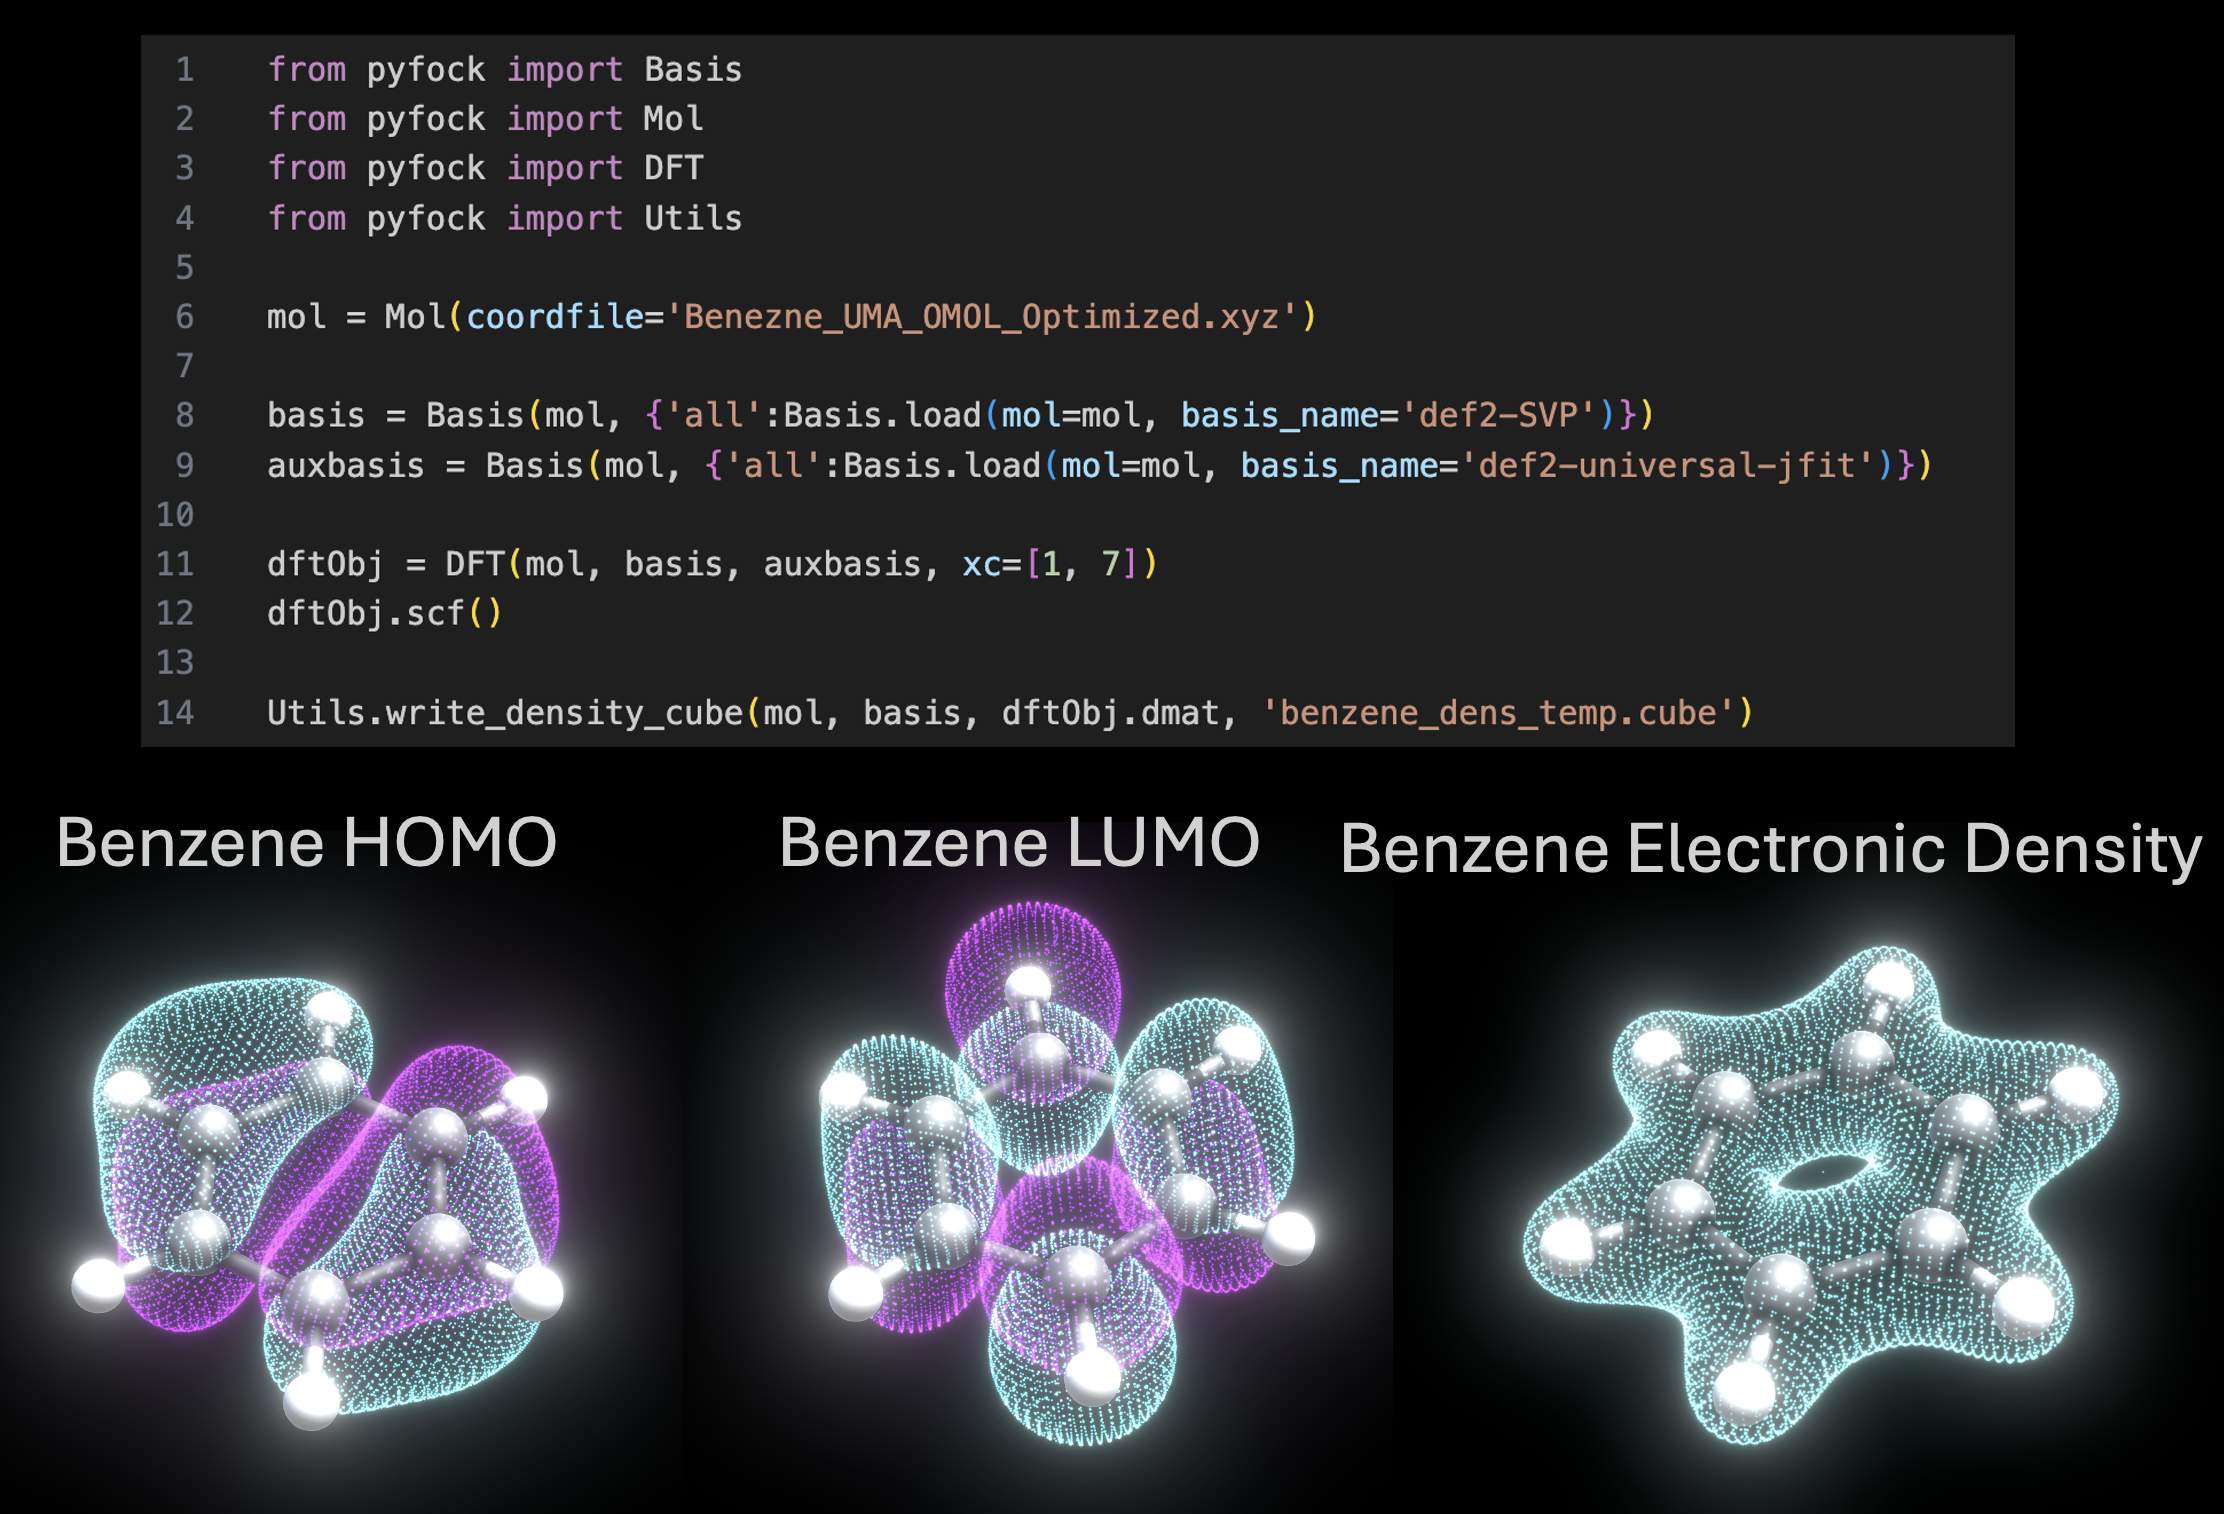 1 from pyfock import Basis
2 from pyfock import Mol
3 from pyfock import DFT
4 from pyfock import Utils
5
6 mol = Mol(coordfile='Benezne_UMA_OMOL_Optimized.xyz')
7
8 basis = Basis(mol, {'all':Basis.load(mol=mol, basis_name='def2-SVP')})
9 auxbasis = Basis(mol, {'all':Basis.load(mol=mol, basis_name='def2-universal-jfit')})
10
11 dftObj = DFT(mol, basis, auxbasis, xc=[1, 7])
12 dftObj.scf()
13
14 Utils.write_density_cube(mol, basis, dftObj.dmat, 'benzene_dens_temp.cube')
Benzene HOMO
Benzene LUMO
Benzene Electronic Density